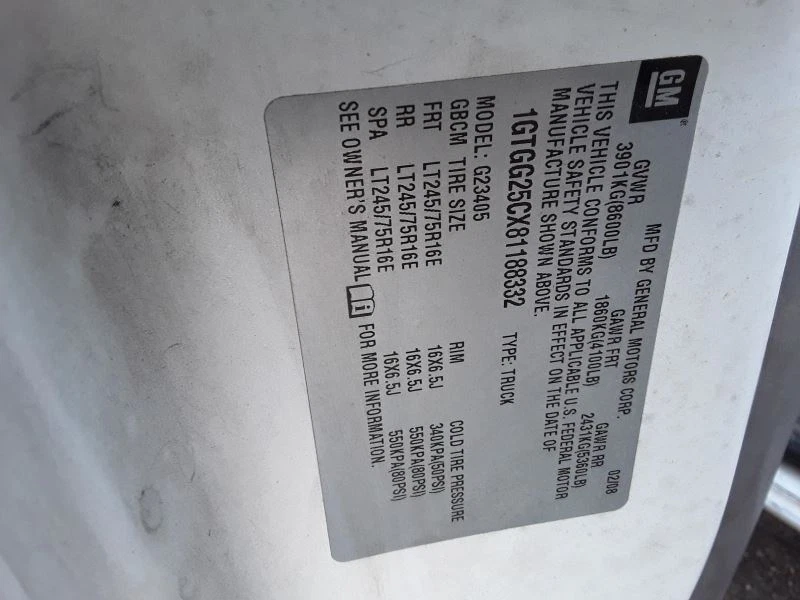 GM®
MFD BY GENERAL MOTORS CORP. 02/08
GVWR GAWR FRT GAWR RR
3901KG(8600LB) 1860KG(4100LB) 2431KG(5360LB)
THIS VEHICLE CONFORMS TO ALL APPLICABLE U.S. FEDERAL MOTOR
VEHICLE SAFETY STANDARDS IN EFFECT ON THE DATE OF
MANUFACTURE SHOWN ABOVE.
1GTGG25CX81188332 TYPE: TRUCK
MODEL: G23405
GBCM TIRE SIZE RIM COLD TIRE PRESSURE
FRT LT245/75R16E 16X6.5J 340KPA(50PSI)
RR LT245/75R16E 16X6.5J 550KPA(80PSI)
SPA LT245/75R16E 16X6.5J 550KPA(80PSI)
SEE OWNER'S MANUAL FOR MORE INFORMATION.